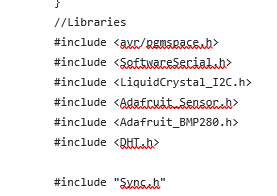 }
//Libraries
#include <avr/pgmspace.h>
#include <SoftwareSerial.h>
#include <LiquidCrystal_I2C.h>
#include <Adafruit_Sensor.h>
#include <Adafruit_BMP280.h>
#include <DHT.h>
#include "Sync.h"